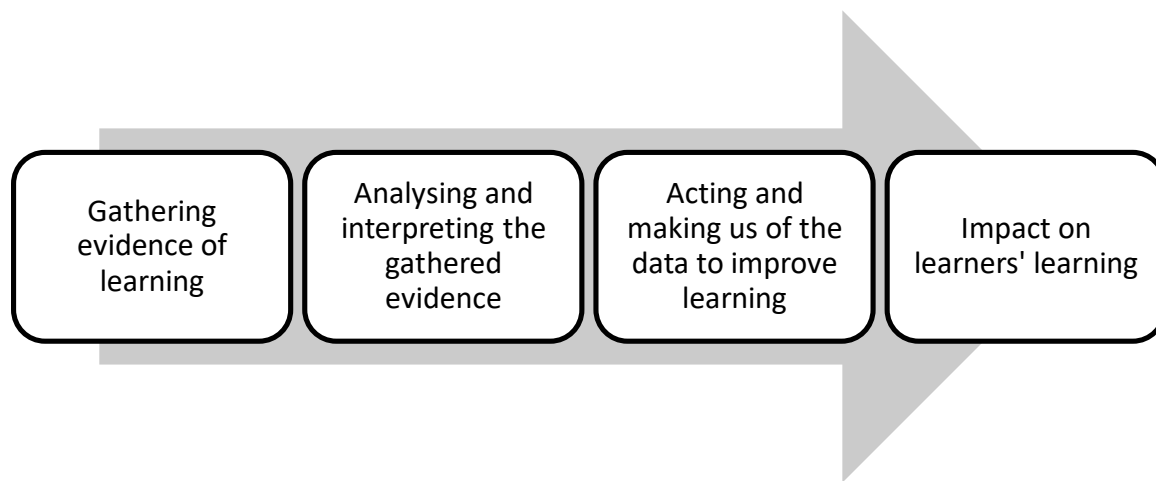 Gathering
evidence of
learning
Analysing and
interpreting the
gathered
evidence
Acting and
making us of the
data to improve
learning
Impact on
learners' learning